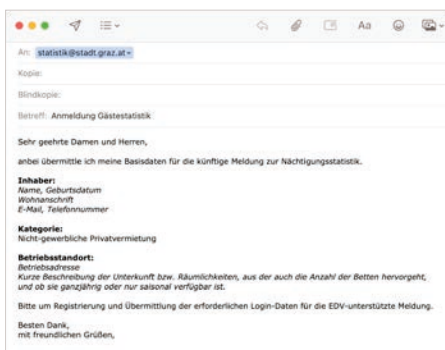 Aa
An: statistik@stadt.graz.at
Kopie:
Blindkopie:
Betreff: Anmeldung Gästestatistik
Sehr geehrte Damen und Herren,
anbei übermittle ich meine Basisdaten für die künftige Meldung zur Nächtigungsstatistik.
Inhaber:
Name, Geburtsdatum
Wohnanschrift
E-Mail, Telefonnummer
Kategorie:
Nicht-gewerbliche Privatvermietung
Betriebsstandort:
Betriebsadresse
Kurze Beschreibung der Unterkunft bzw. Räumlichkeiten, aus der auch die Anzahl der Betten hervorgeht,
und ob sie ganzjährig oder nur saisonal verfügbar ist.
Bitte um Registrierung und Übermittlung der erforderlichen Login-Daten für die EDV-unterstützte Meldung.
Besten Dank,
mit freundlichen Grüßen,